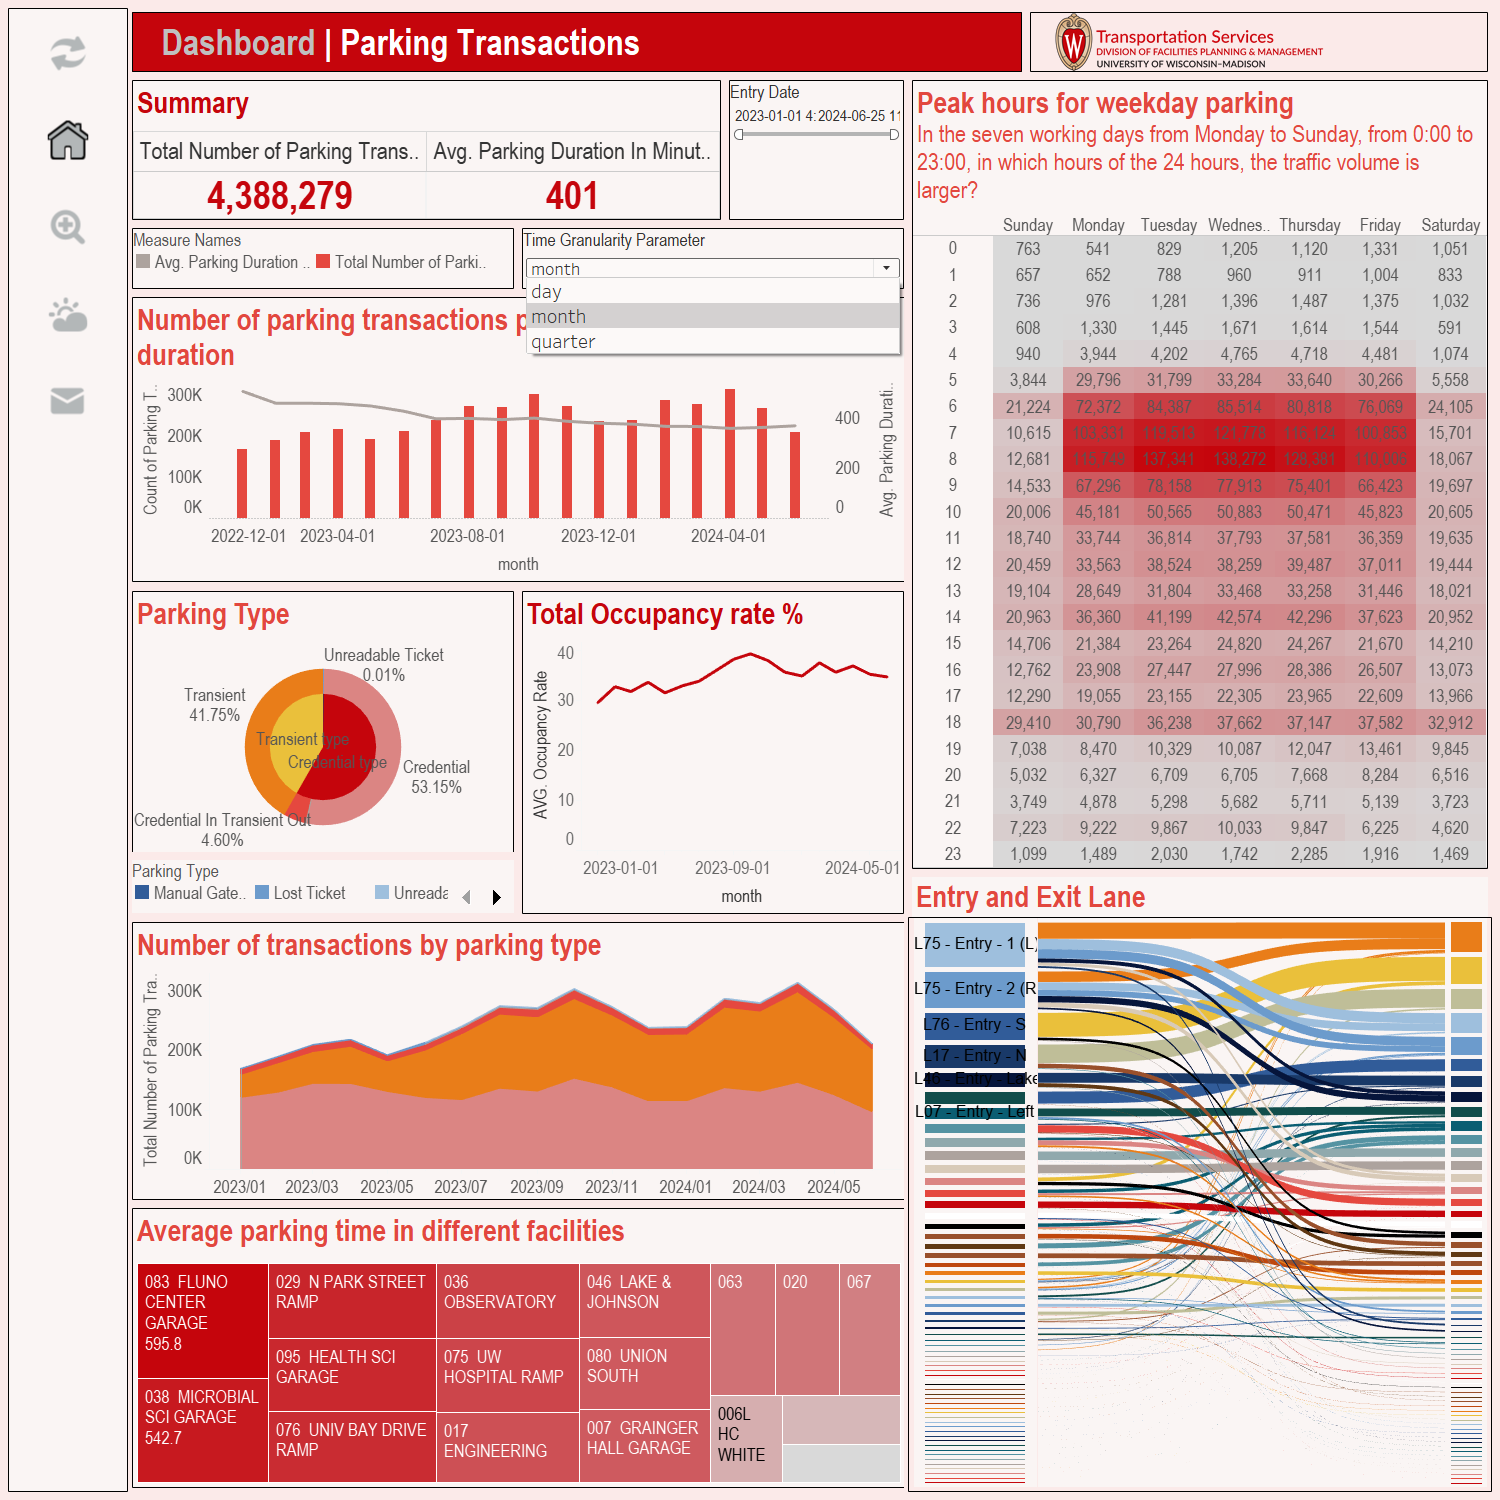 Dashboard | Parking Transactions
Transportation Services
DIVISION OF FACILITIES PLANNING & MANAGEMENT
UNIVERSITY OF WISCONSIN–MADISON
Summary
Total Number of Parking Trans.. Avg. Parking Duration In Minut..
4,388,279 401
Entry Date
2023-01-01 4: 2024-06-25 11
Measure Names
Avg. Parking Duration .. Total Number of Parki..
Time Granularity Parameter
month
day
month
quarter
Number of parking transactions
duration
Count of Parking T..
300K
200K
100K
0K
400
200
0
Avg. Parking Durati..
2022-12-01 2023-04-01 2023-08-01 2023-12-01 2024-04-01
month
Parking Type
Unreadable Ticket
0.01%
Transient
41.75%
Transient type
Credential type
Credential
53.15%
Credential In Transient Out
4.60%
Parking Type
Manual Gate.. Lost Ticket Unreada
Total Occupancy rate %
AVG. Occupancy Rate
40
30
20
10
0
2023-01-01 2023-09-01 2024-05-01
month
Number of transactions by parking type
Total Number of Parking Tra..
300K
200K
100K
0K
2023/01 2023/03 2023/05 2023/07 2023/09 2023/11 2024/01 2024/03 2024/05
Average parking time in different facilities
083 FLUNO
CENTER
GARAGE
595.8
038 MICROBIAL
SCI GARAGE
542.7
029 N PARK STREET
RAMP
095 HEALTH SCI
GARAGE
076 UNIV BAY DRIVE
RAMP
036
OBSERVATORY
075 UW
HOSPITAL RAMP
017
ENGINEERING
046 LAKE &
JOHNSON
080 UNION
SOUTH
007 GRAINGER
HALL GARAGE
063 020 067
006L
HC
WHITE
Peak hours for weekday parking
In the seven working days from Monday to Sunday, from 0:00 to
23:00, in which hours of the 24 hours, the traffic volume is
larger?
Sunday Monday Tuesday Wednes.. Thursday Friday Saturday
0 763 541 829 1,205 1,120 1,331 1,051
1 657 652 788 960 911 1,004 833
2 736 976 1,281 1,396 1,487 1,375 1,032
3 608 1,330 1,445 1,671 1,614 1,544 591
4 940 3,944 4,202 4,765 4,718 4,481 1,074
5 3,844 29,796 31,799 33,284 33,640 30,266 5,558
6 21,224 72,372 84,387 85,514 80,818 76,069 24,105
7 10,615 15,701
8 12,681 137,341 138,272 128,381 18,067
9 14,533 67,296 78,158 77,913 75,401 66,423 19,697
10 20,006 45,181 50,565 50,883 50,471 45,823 20,605
11 18,740 33,744 36,814 37,793 37,581 36,359 19,635
12 20,459 33,563 38,524 38,259 39,487 37,011 19,444
13 19,104 28,649 31,804 33,468 33,258 31,446 18,021
14 20,963 36,360 41,199 42,574 42,296 37,623 20,952
15 14,706 21,384 23,264 24,820 24,267 21,670 14,210
16 12,762 23,908 27,447 27,996 28,386 26,507 13,073
17 12,290 19,055 23,155 22,305 23,965 22,609 13,966
18 29,410 30,790 36,238 37,662 37,147 37,582 32,912
19 7,038 8,470 10,329 10,087 12,047 13,461 9,845
20 5,032 6,327 6,709 6,705 7,668 8,284 6,516
21 3,749 4,878 5,298 5,682 5,711 5,139 3,723
22 7,223 9,222 9,867 10,033 9,847 6,225 4,620
23 1,099 1,489 2,030 1,742 2,285 1,916 1,469
Entry and Exit Lane
L75 - Entry - 1 (L)
L75 - Entry - 2 (R
L76 - Entry - S
L17 - Entry - N
L46 - Entry - Lake
L07 - Entry - Left